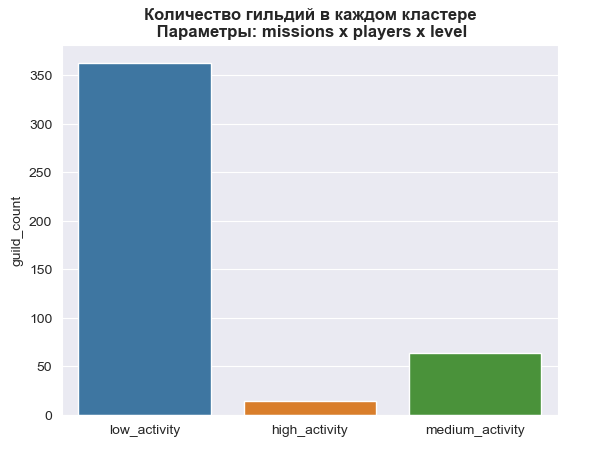 Количество гильдий в каждом кластере
Параметры: missions x players x level
guild_count
350
300
250
200
150
100
50
0
low_activity
high_activity
medium_activity